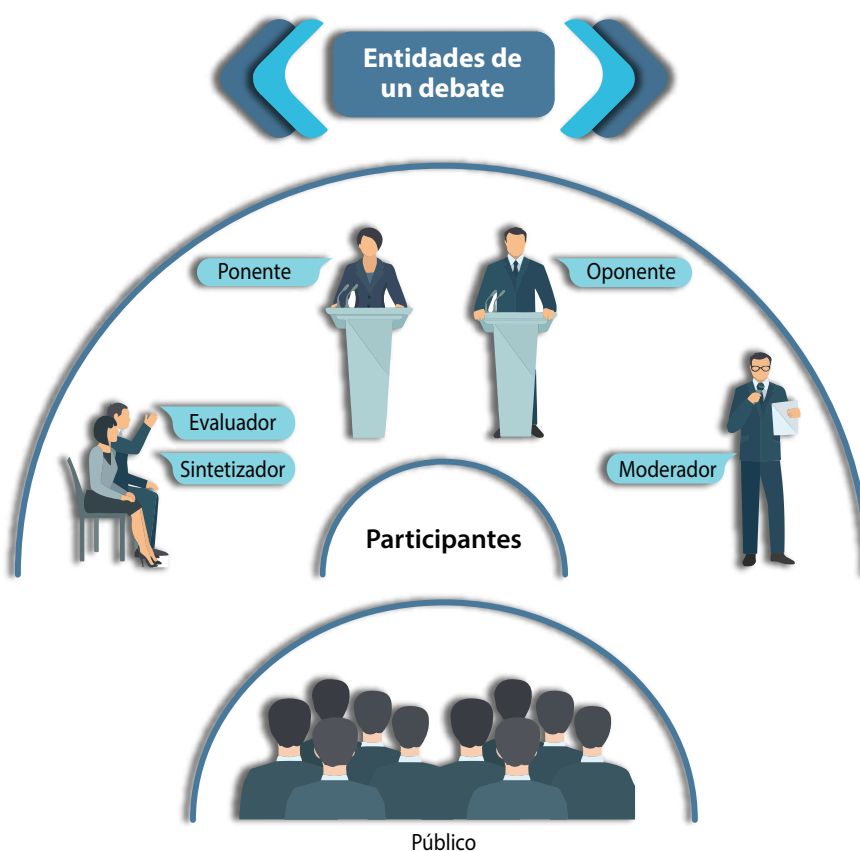 Entidades de
un debate
Ponente
Oponente
Evaluador
Sintetizador
Moderador
Participantes
Público